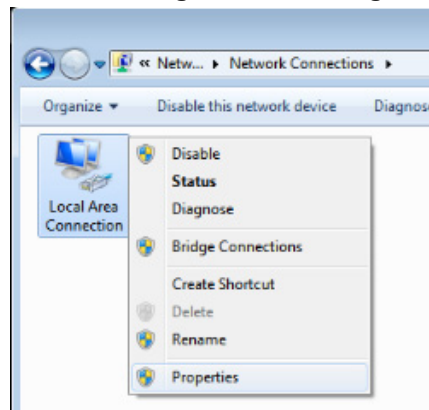 « Netw... ▸ Network Connections ▸
Organize ▾ Disable this network device Diagnos
Local Area
Connection
Disable
Status
Diagnose
Bridge Connections
Create Shortcut
Delete
Rename
Properties